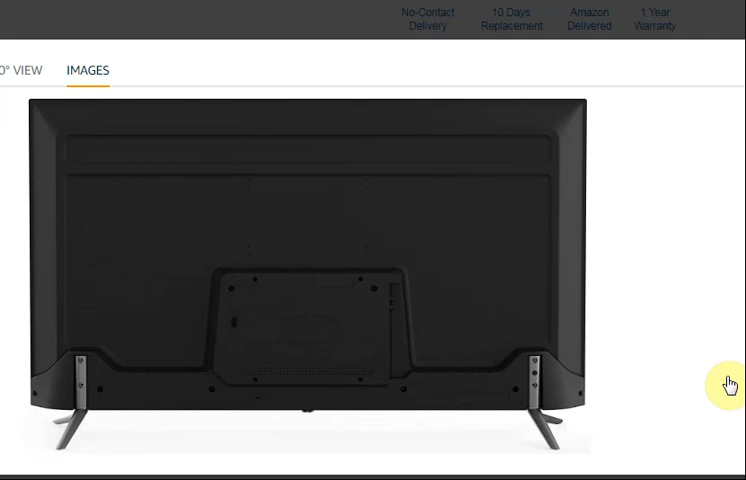 No-Contact 10 Days Amazon 1 Year
Delivery Replacement Delivered Warranty
0° VIEW IMAGES